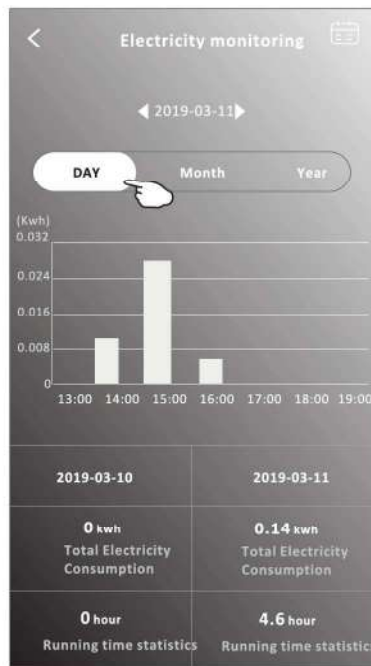 Electricity monitoring
2019-03-11
DAY Month Year
(Kwh)
0.032
0.024
0.016
0.008
0
13:00 14:00 15:00 16:00 17:00 18:00 19:00
2019-03-10 2019-03-11
0 kwh 0.14 kwh
Total Electricity Total Electricity
Consumption Consumption
0 hour 4.6 hour
Running time statistics Running time statistics